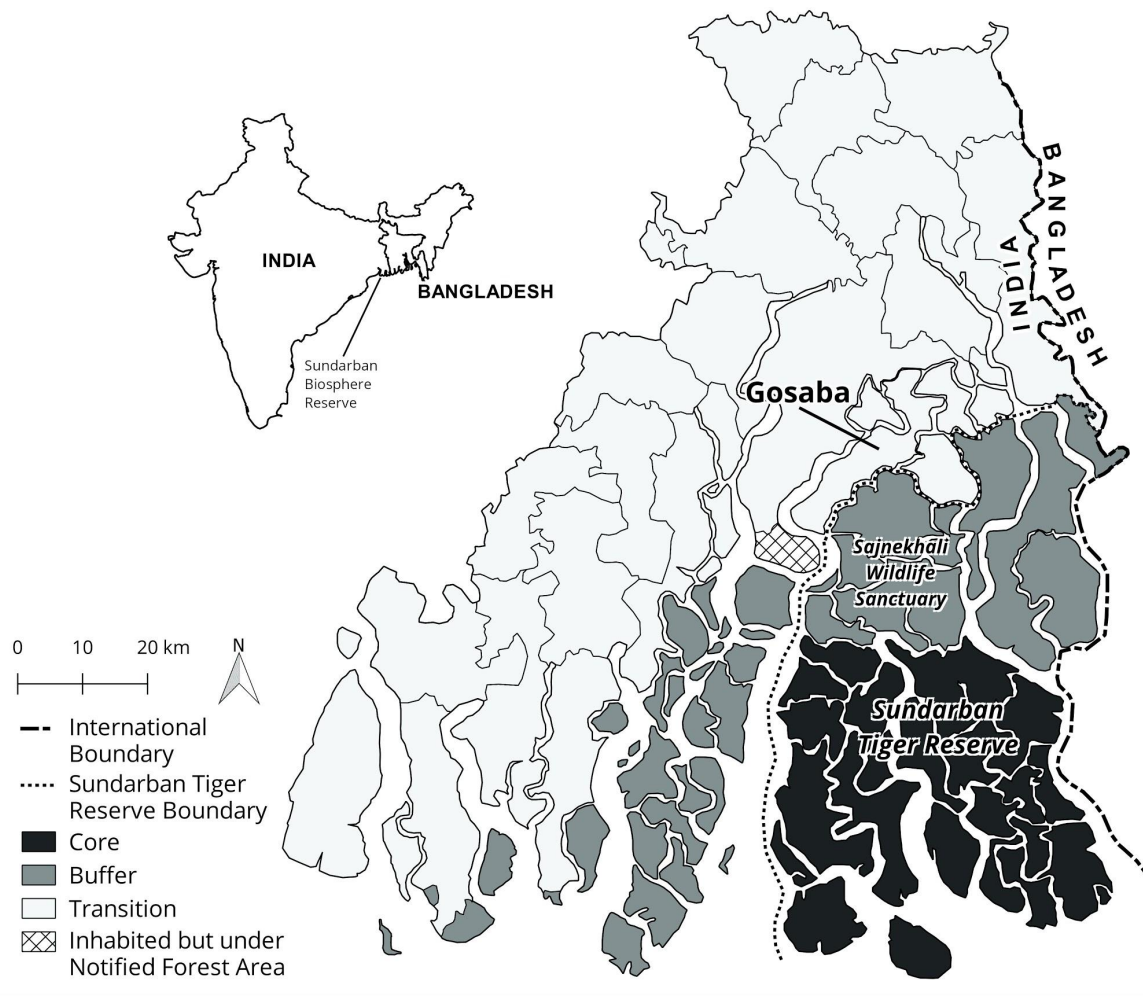 INDIA
BANGLADESH
Sundarban
Biosphere
Reserve
BANGLADESH
INDIA
Gosaba
Sajnekhali
Wildlife
Sanctuary
Sundarban
Tiger Reserve
0 10 20 km
N
International
Boundary
Sundarban Tiger
Reserve Boundary
Core
Buffer
Transition
Inhabited but under
Notified Forest Area